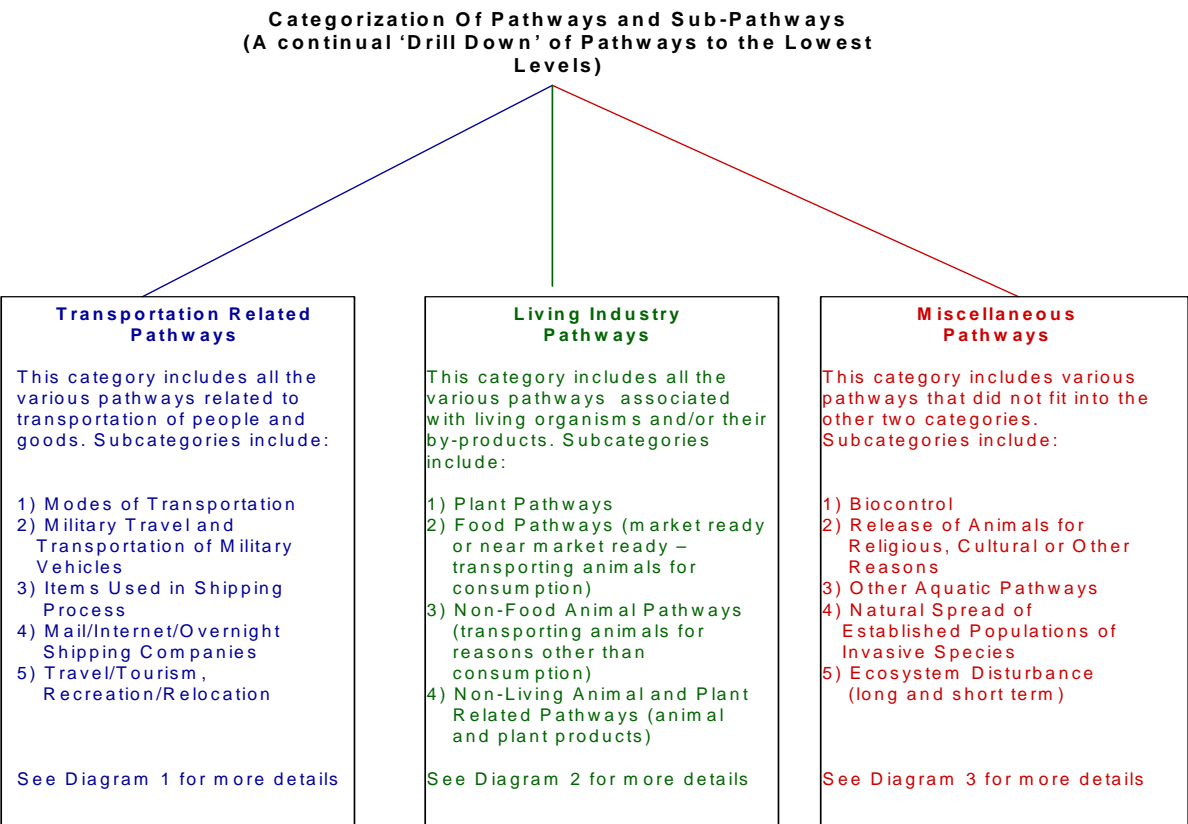 Categorization Of Pathways and Sub-Pathways
(A continual ‘Drill Down’ of Pathways to the Lowest
Levels)
Transportation Related
Pathways
This category includes all the
various pathways related to
transportation of people and
goods. Subcategories include:
1) Modes of Transportation
2) Military Travel and
Transportation of Military
Vehicles
3) Items Used in Shipping
Process
4) Mail/Internet/Overnight
Shipping Companies
5) Travel/Tourism,
Recreation/Relocation
See Diagram 1 for more details
Living Industry
Pathways
This category includes all the
various pathways associated
with living organisms and/or their
by-products. Subcategories
include:
1) Plant Pathways
2) Food Pathways (market ready
or near market ready –
transporting animals for
consumption)
3) Non-Food Animal Pathways
(transporting animals for
reasons other than
consumption)
4) Non-Living Animal and Plant
Related Pathways (animal
and plant products)
See Diagram 2 for more details
Miscellaneous
Pathways
This category includes various
pathways that did not fit into the
other two categories.
Subcategories include:
1) Biocontrol
2) Release of Animals for
Religious, Cultural or Other
Reasons
3) Other Aquatic Pathways
4) Natural Spread of
Established Populations of
Invasive Species
5) Ecosystem Disturbance
(long and short term)
See Diagram 3 for more details